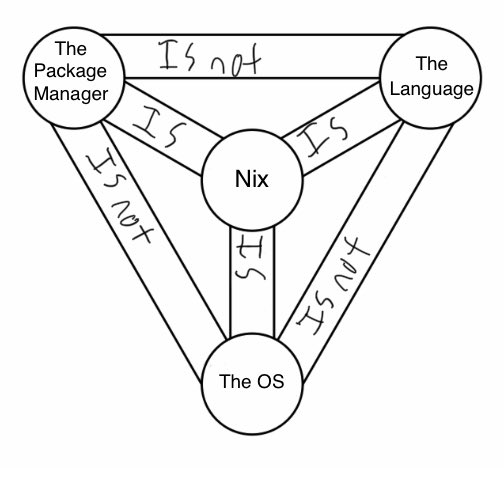 The
Package
Manager
Is not
The
Language
Is
Is
Nix
Is not
Is
Is not
The OS